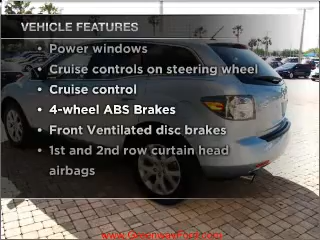 VEHICLE FEATURES
• Power windows
• Cruise controls on steering wheel
• Cruise control
• 4-wheel ABS Brakes
• Front Ventilated disc brakes
• 1st and 2nd row curtain head
airbags